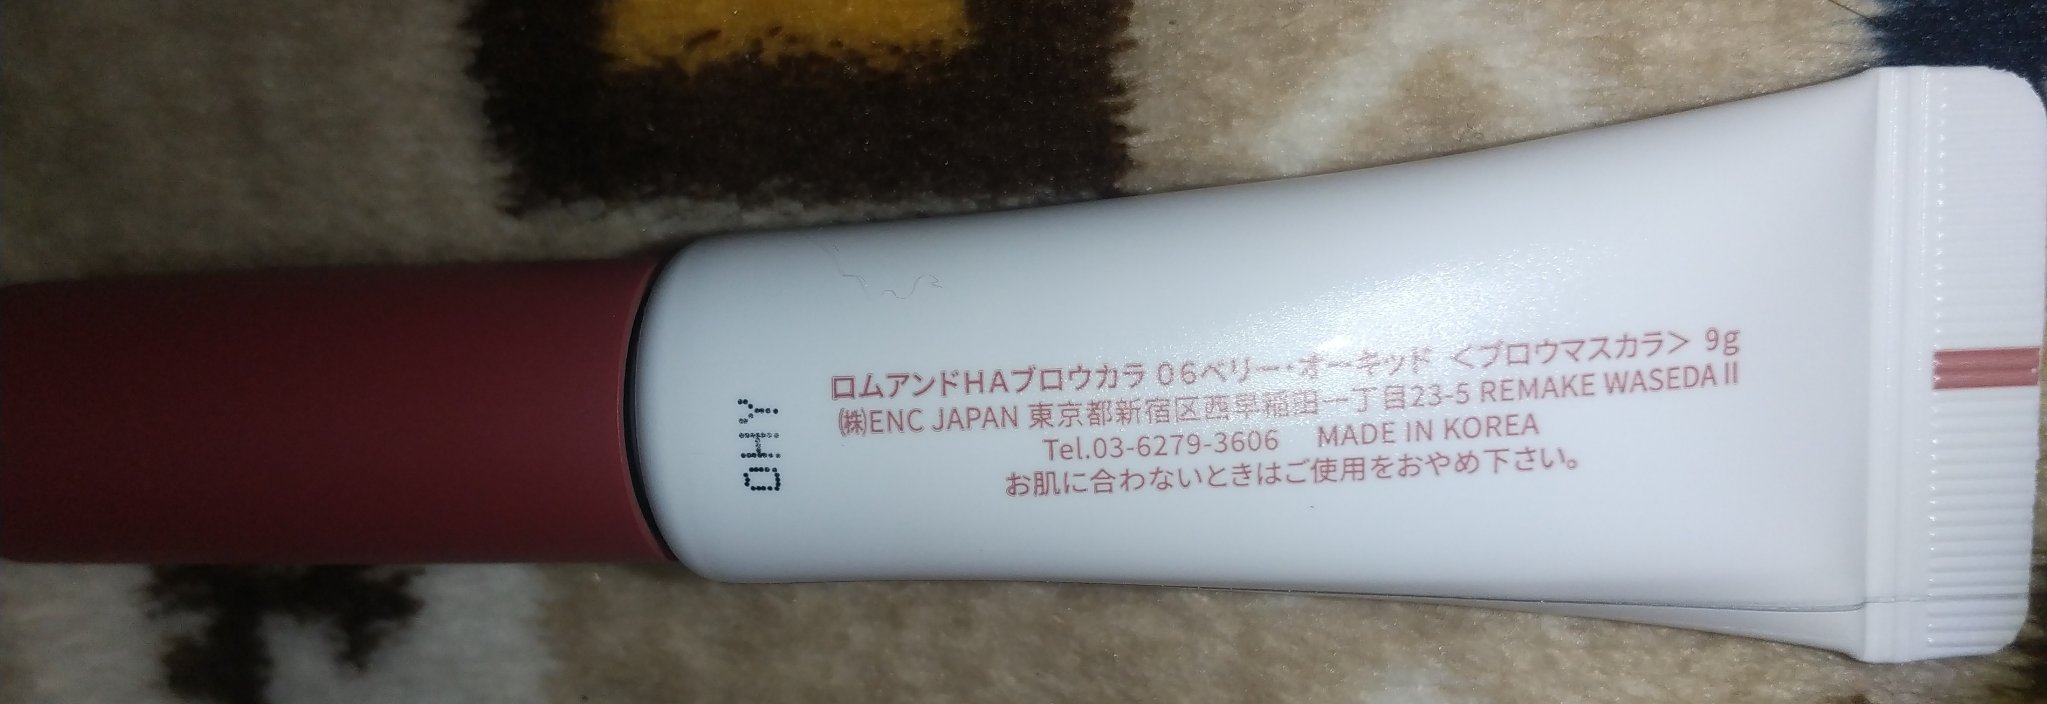 ロムアンドHAブロウカラ 06ベリー・オーキッド <ブロウマスカラ> 9g
㈱ENC JAPAN 東京都新宿区西早稲田一丁目23-5 REMAKE WASEDAⅡ
Tel.03-6279-3606 MADE IN KOREA
お肌に合わないときはご使用をおやめ下さい。
OHY